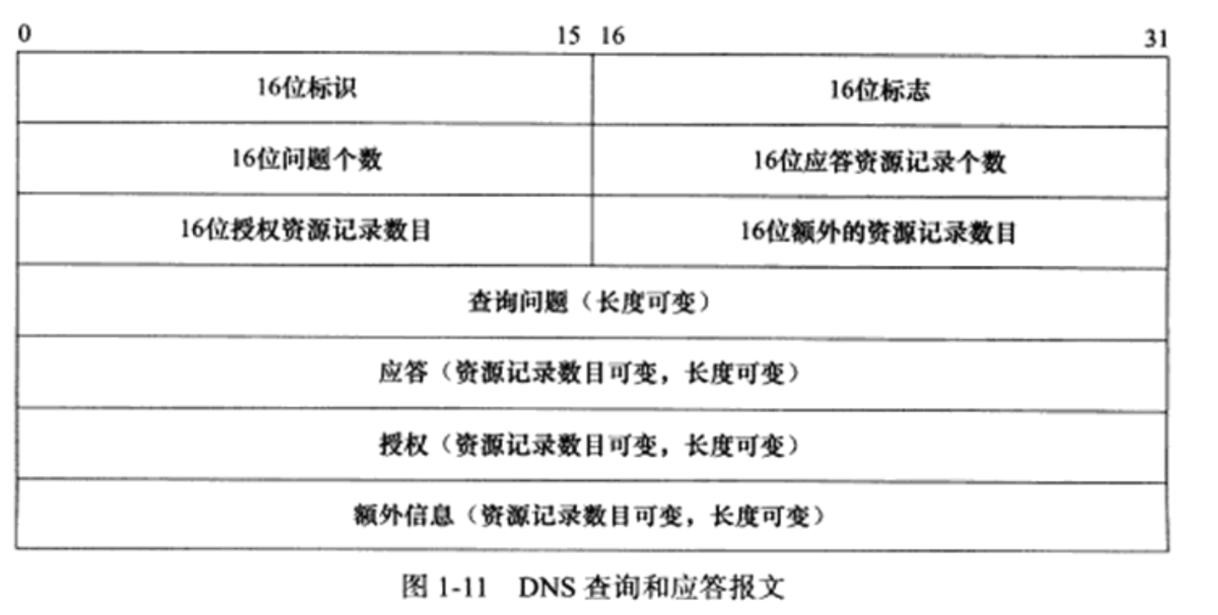 0 15 16 31
16位标识 16位标志
16位问题个数 16位应答资源记录个数
16位授权资源记录数目 16位额外的资源记录数目
查询问题（长度可变）
应答（资源记录数目可变，长度可变）
授权（资源记录数目可变，长度可变）
额外信息（资源记录数目可变，长度可变）
图 1-11 DNS 查询和应答报文